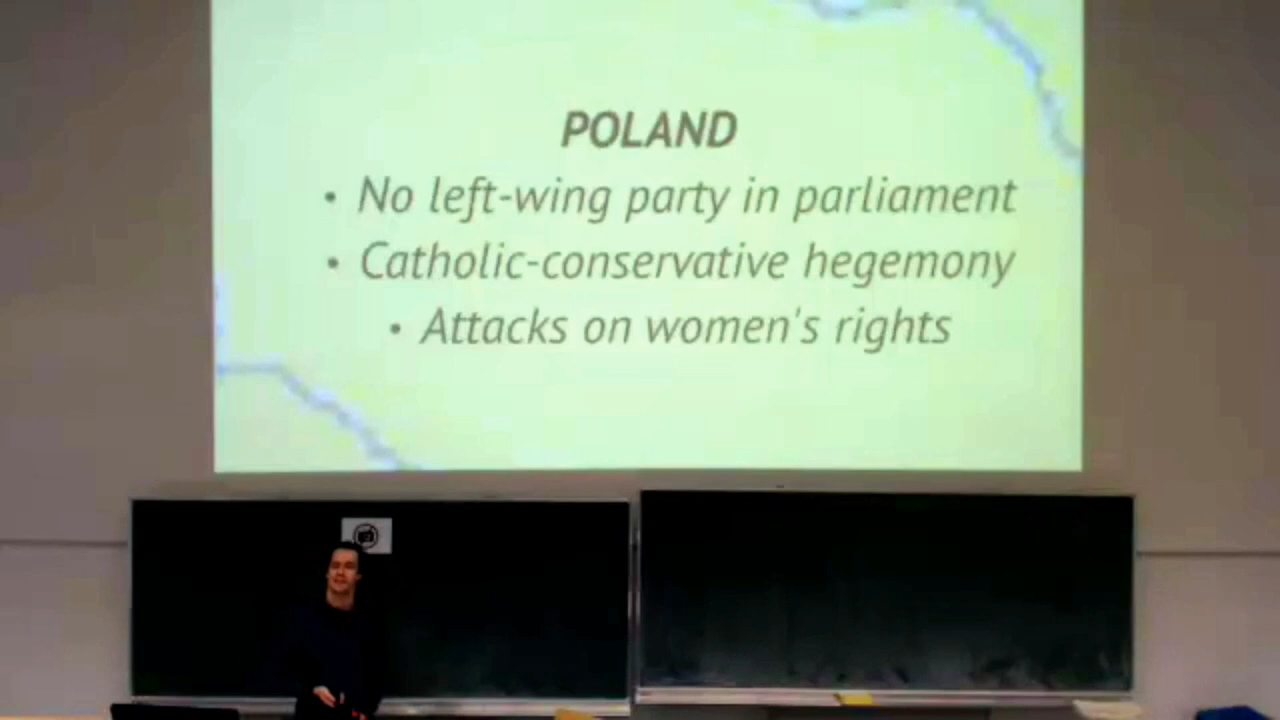 POLAND
• No left-wing party in parliament
• Catholic-conservative hegemony
• Attacks on women's rights